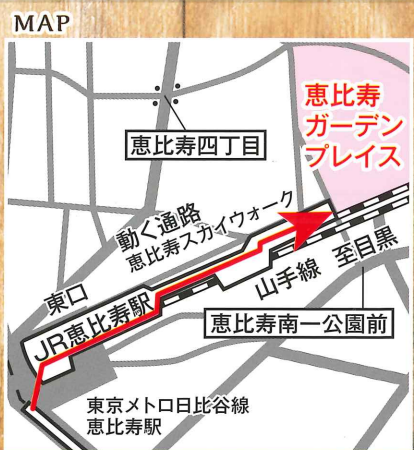 MAP
恵比寿
ガーデン
プレイス
恵比寿四丁目
動く通路
恵比寿スカイウォーク
東口
JR恵比寿駅
山手線
至目黒
恵比寿南一公園前
東京メトロ日比谷線
恵比寿駅